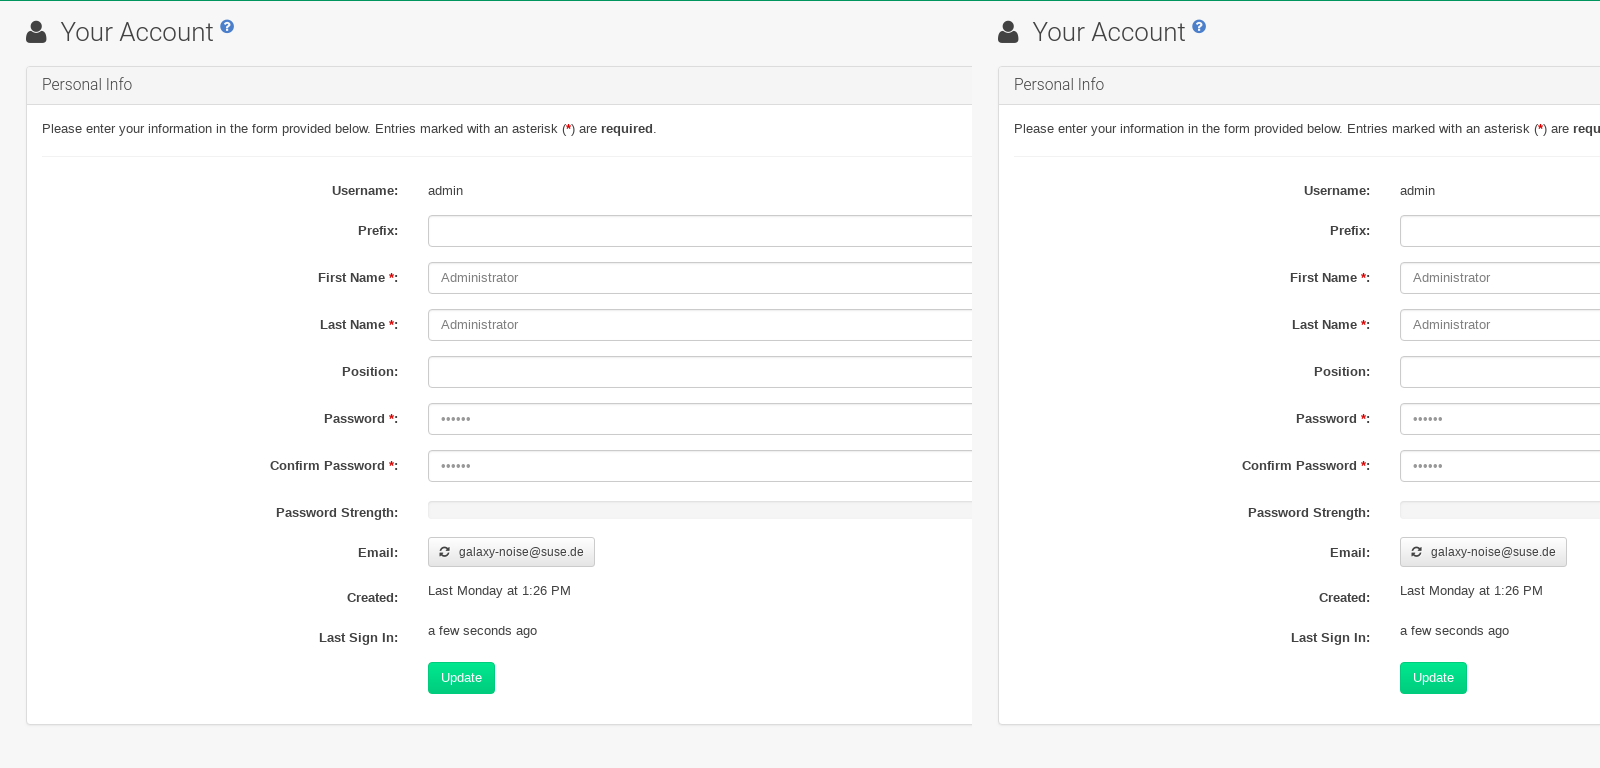 Your Account
Personal Info
Please enter your information in the form provided below. Entries marked with an asterisk (*) are required.
Username: admin
Prefix:
First Name *: Administrator
Last Name *: Administrator
Position:
Password *: ••••••
Confirm Password *: ••••••
Password Strength:
Email: galaxy-noise@suse.de
Created: Last Monday at 1:26 PM
Last Sign In: a few seconds ago
Update
Your Account
Personal Info
Please enter your information in the form provided below. Entries marked with an asterisk (*) are requ
Username: admin
Prefix:
First Name *: Administrator
Last Name *: Administrator
Position:
Password *: ••••••
Confirm Password *: ••••••
Password Strength:
Email: galaxy-noise@suse.de
Created: Last Monday at 1:26 PM
Last Sign In: a few seconds ago
Update